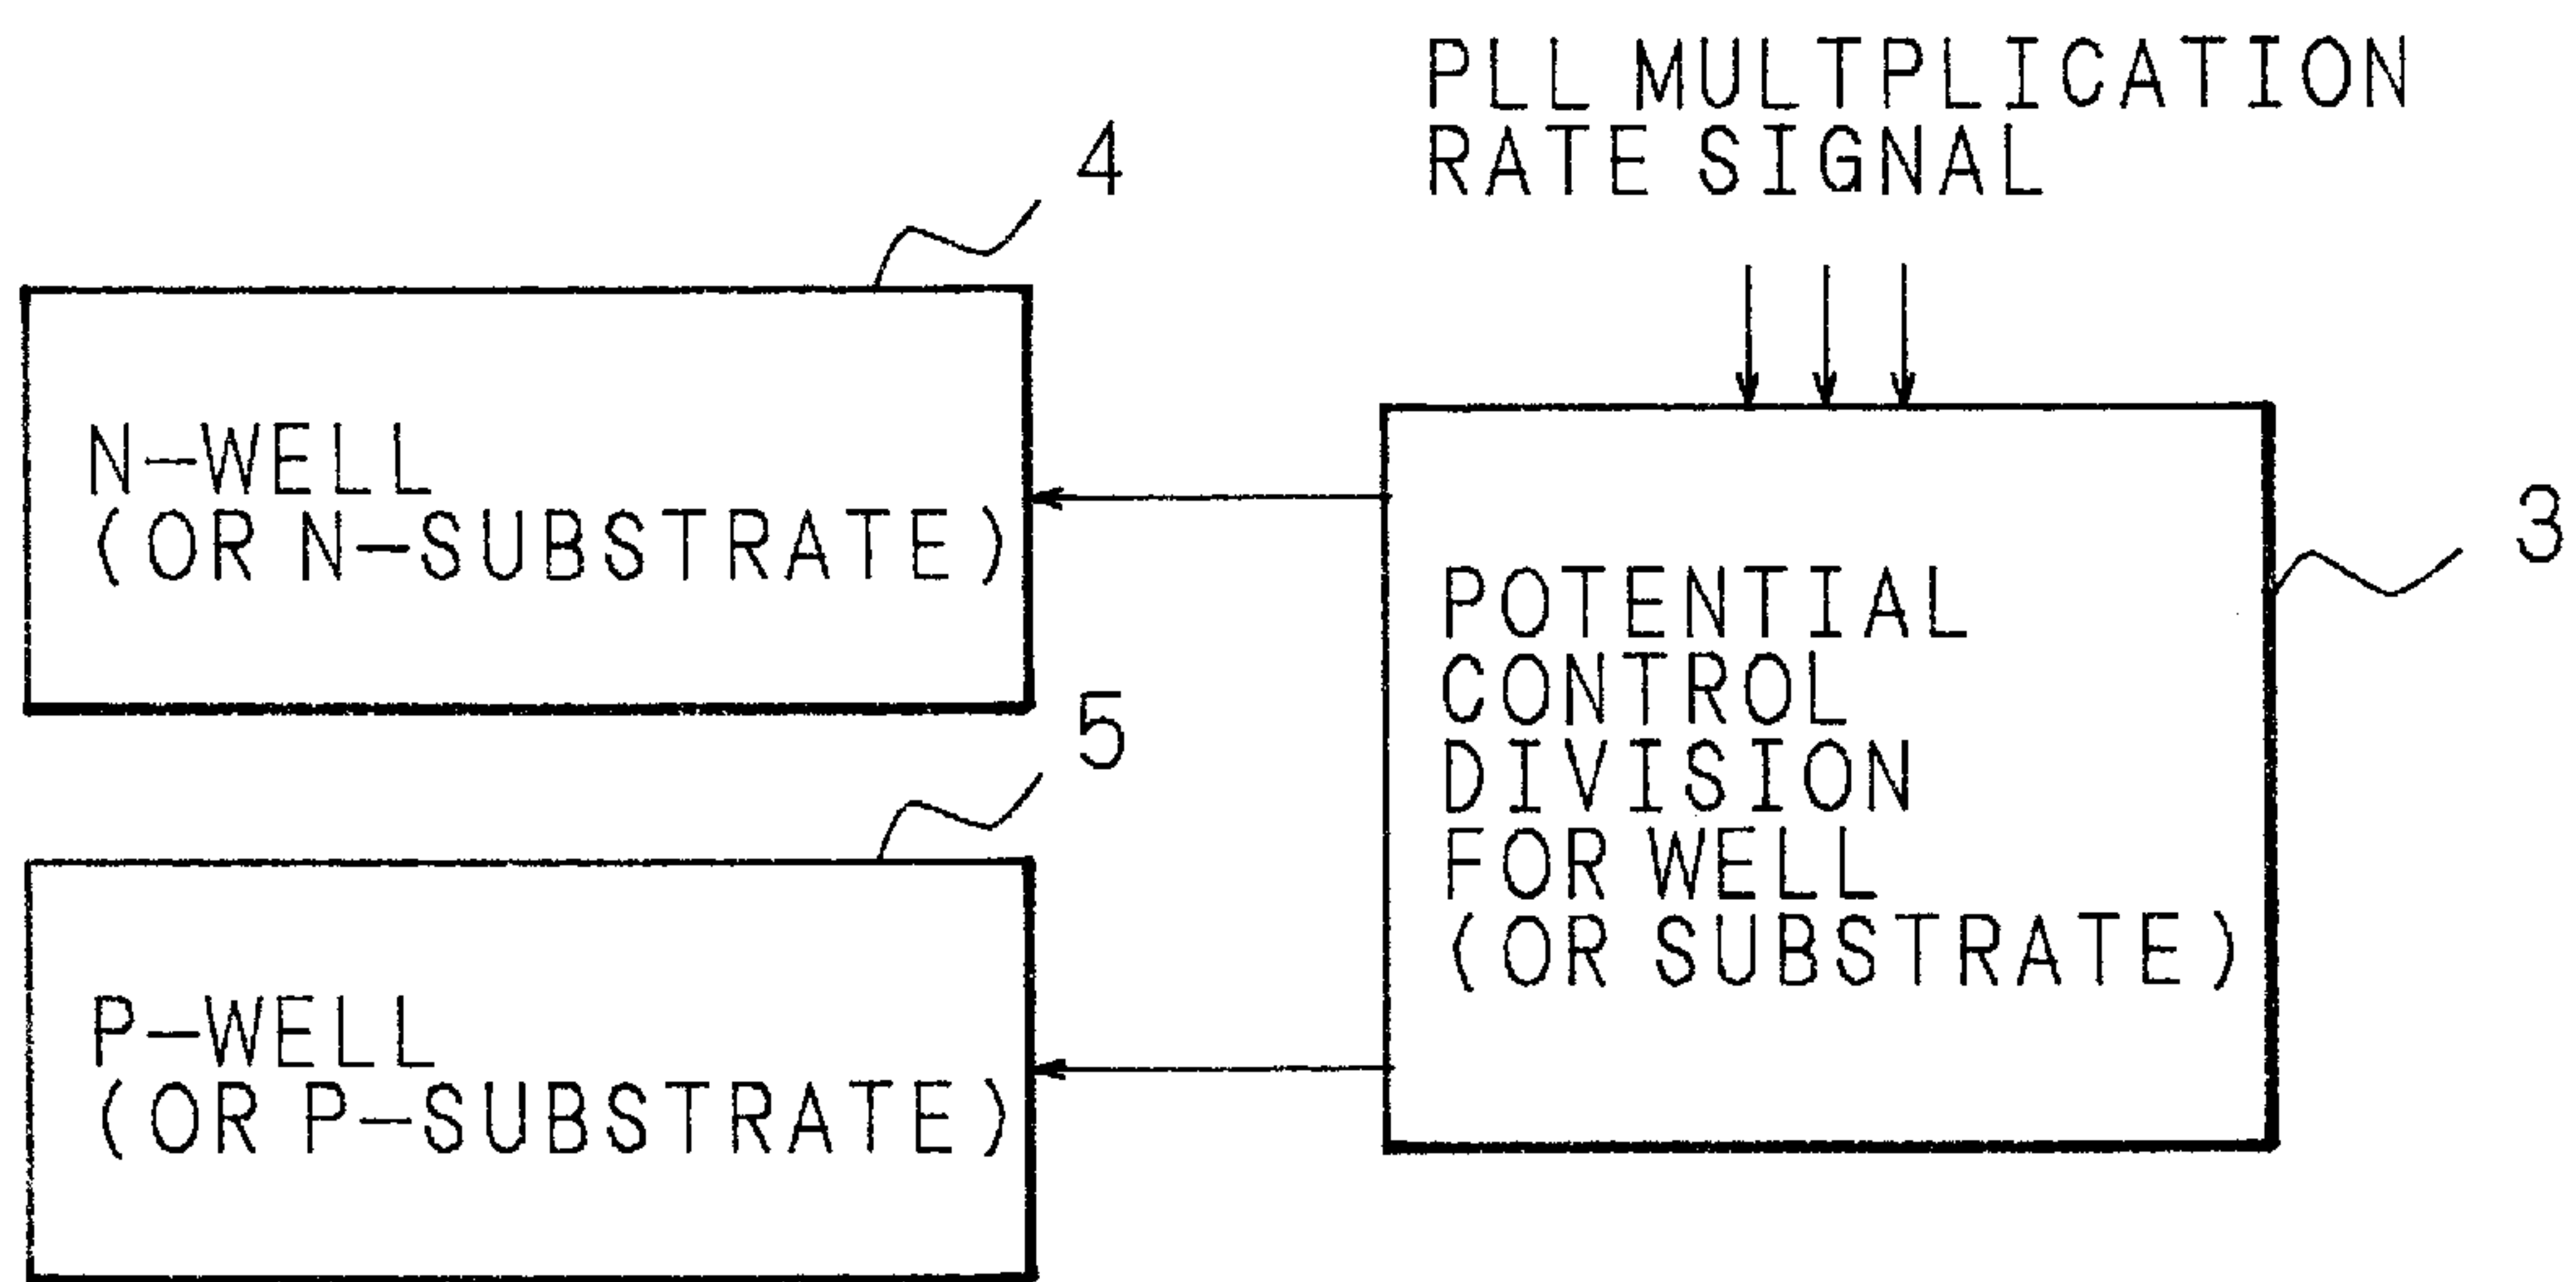 PLL MULTPLICATION
RATE SIGNAL
4
N-WELL
(OR N-SUBSTRATE)
3
POTENTIAL
CONTROL
DIVISION
FOR WELL
(OR SUBSTRATE)
5
P-WELL
(OR P-SUBSTRATE)